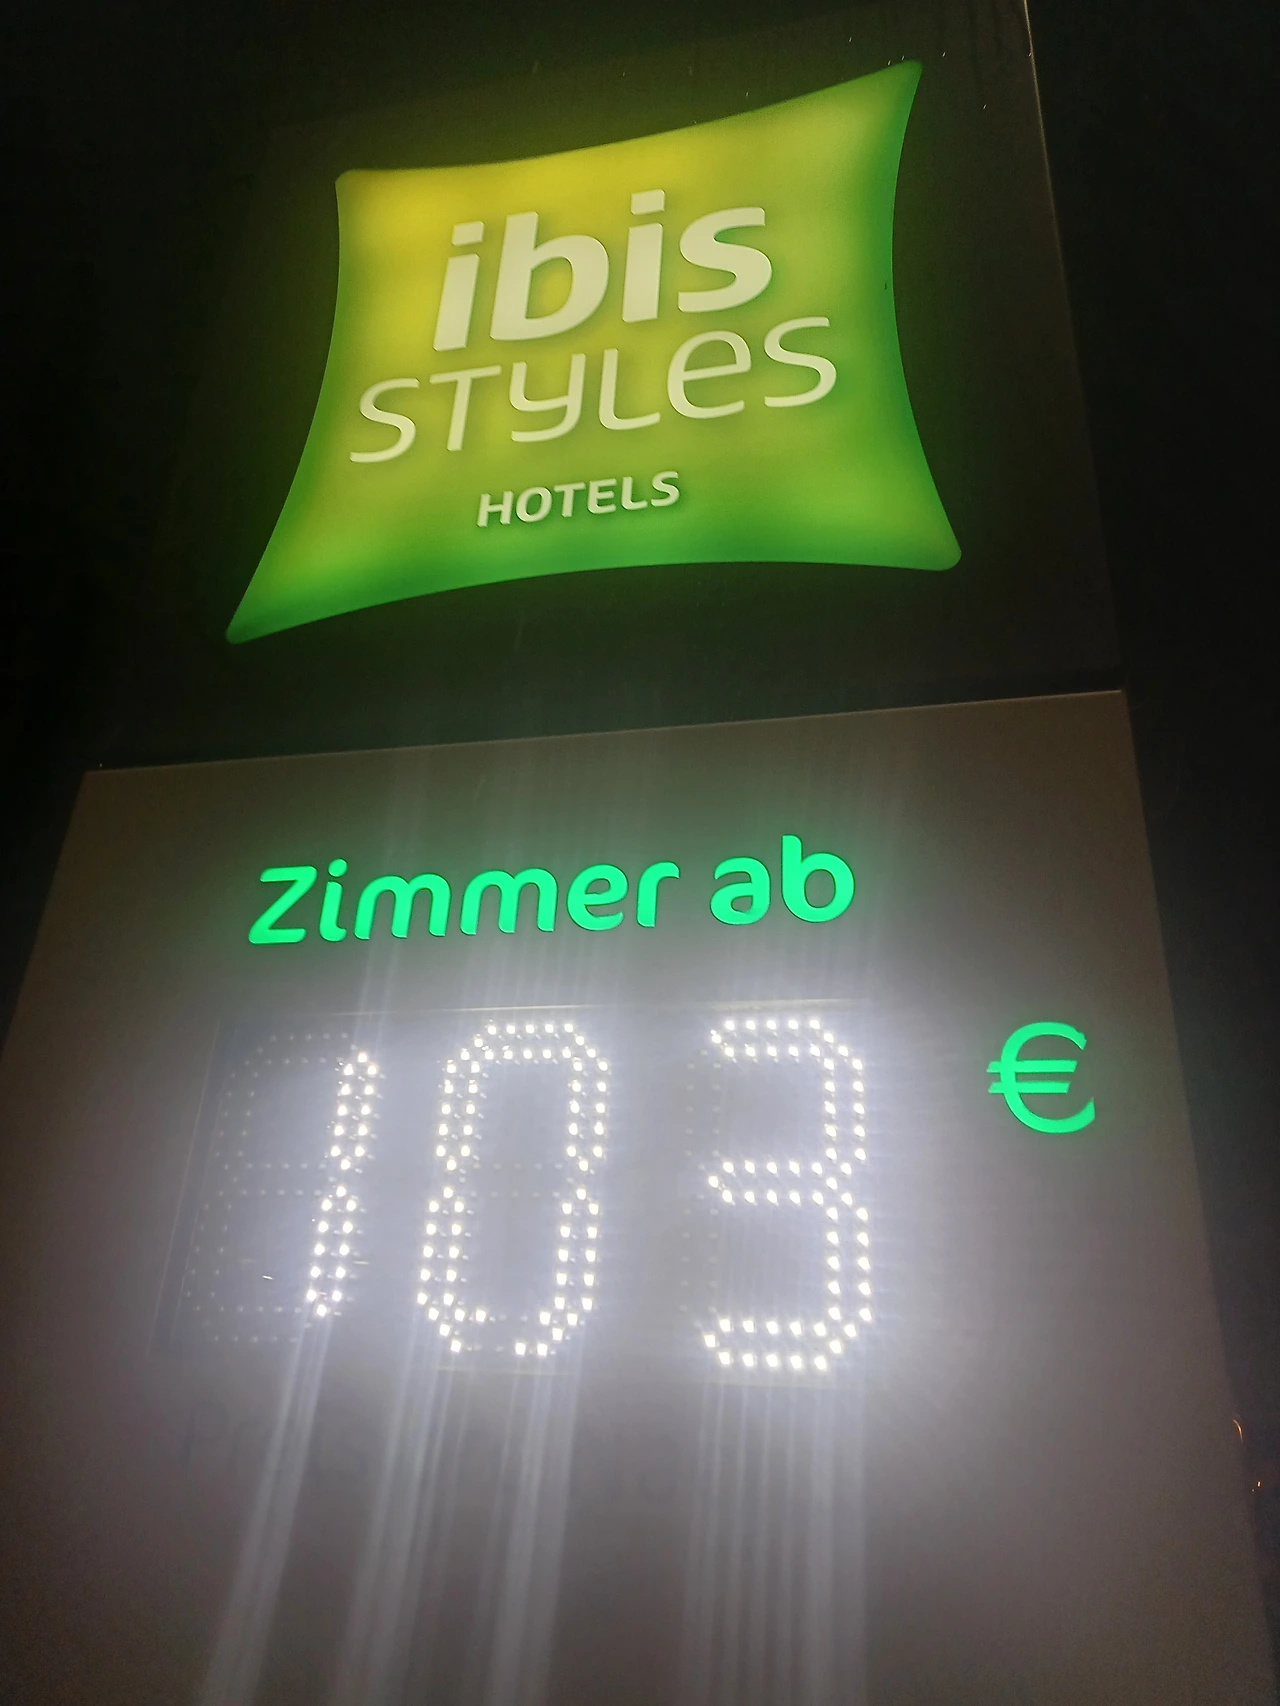 ibis
STYLES
HOTELS
Zimmer ab
103 €